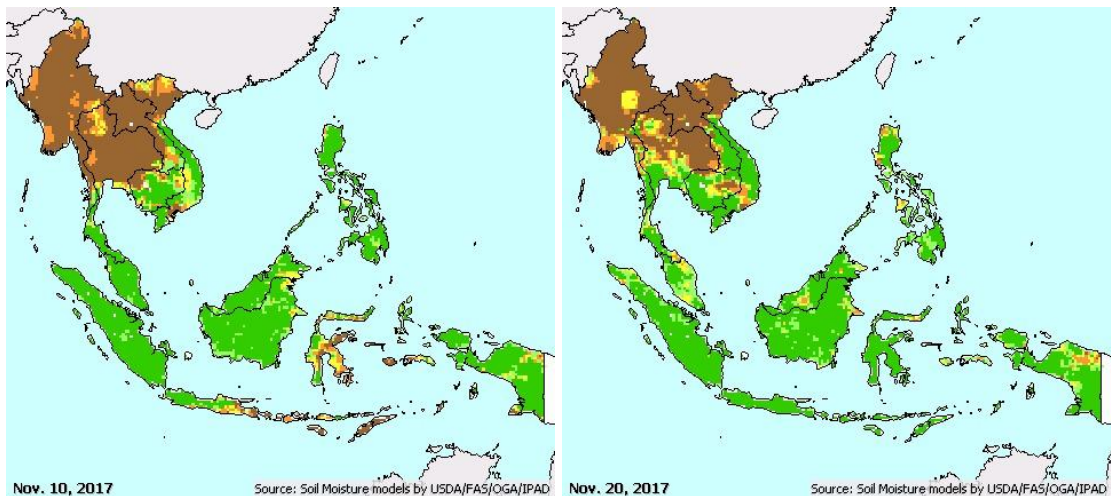 Nov. 10, 2017
Source: Soil Moisture models by USDA/FAS/OGA/IPAD
Nov. 20, 2017
Source: Soil Moisture models by USDA/FAS/OGA/IPAD